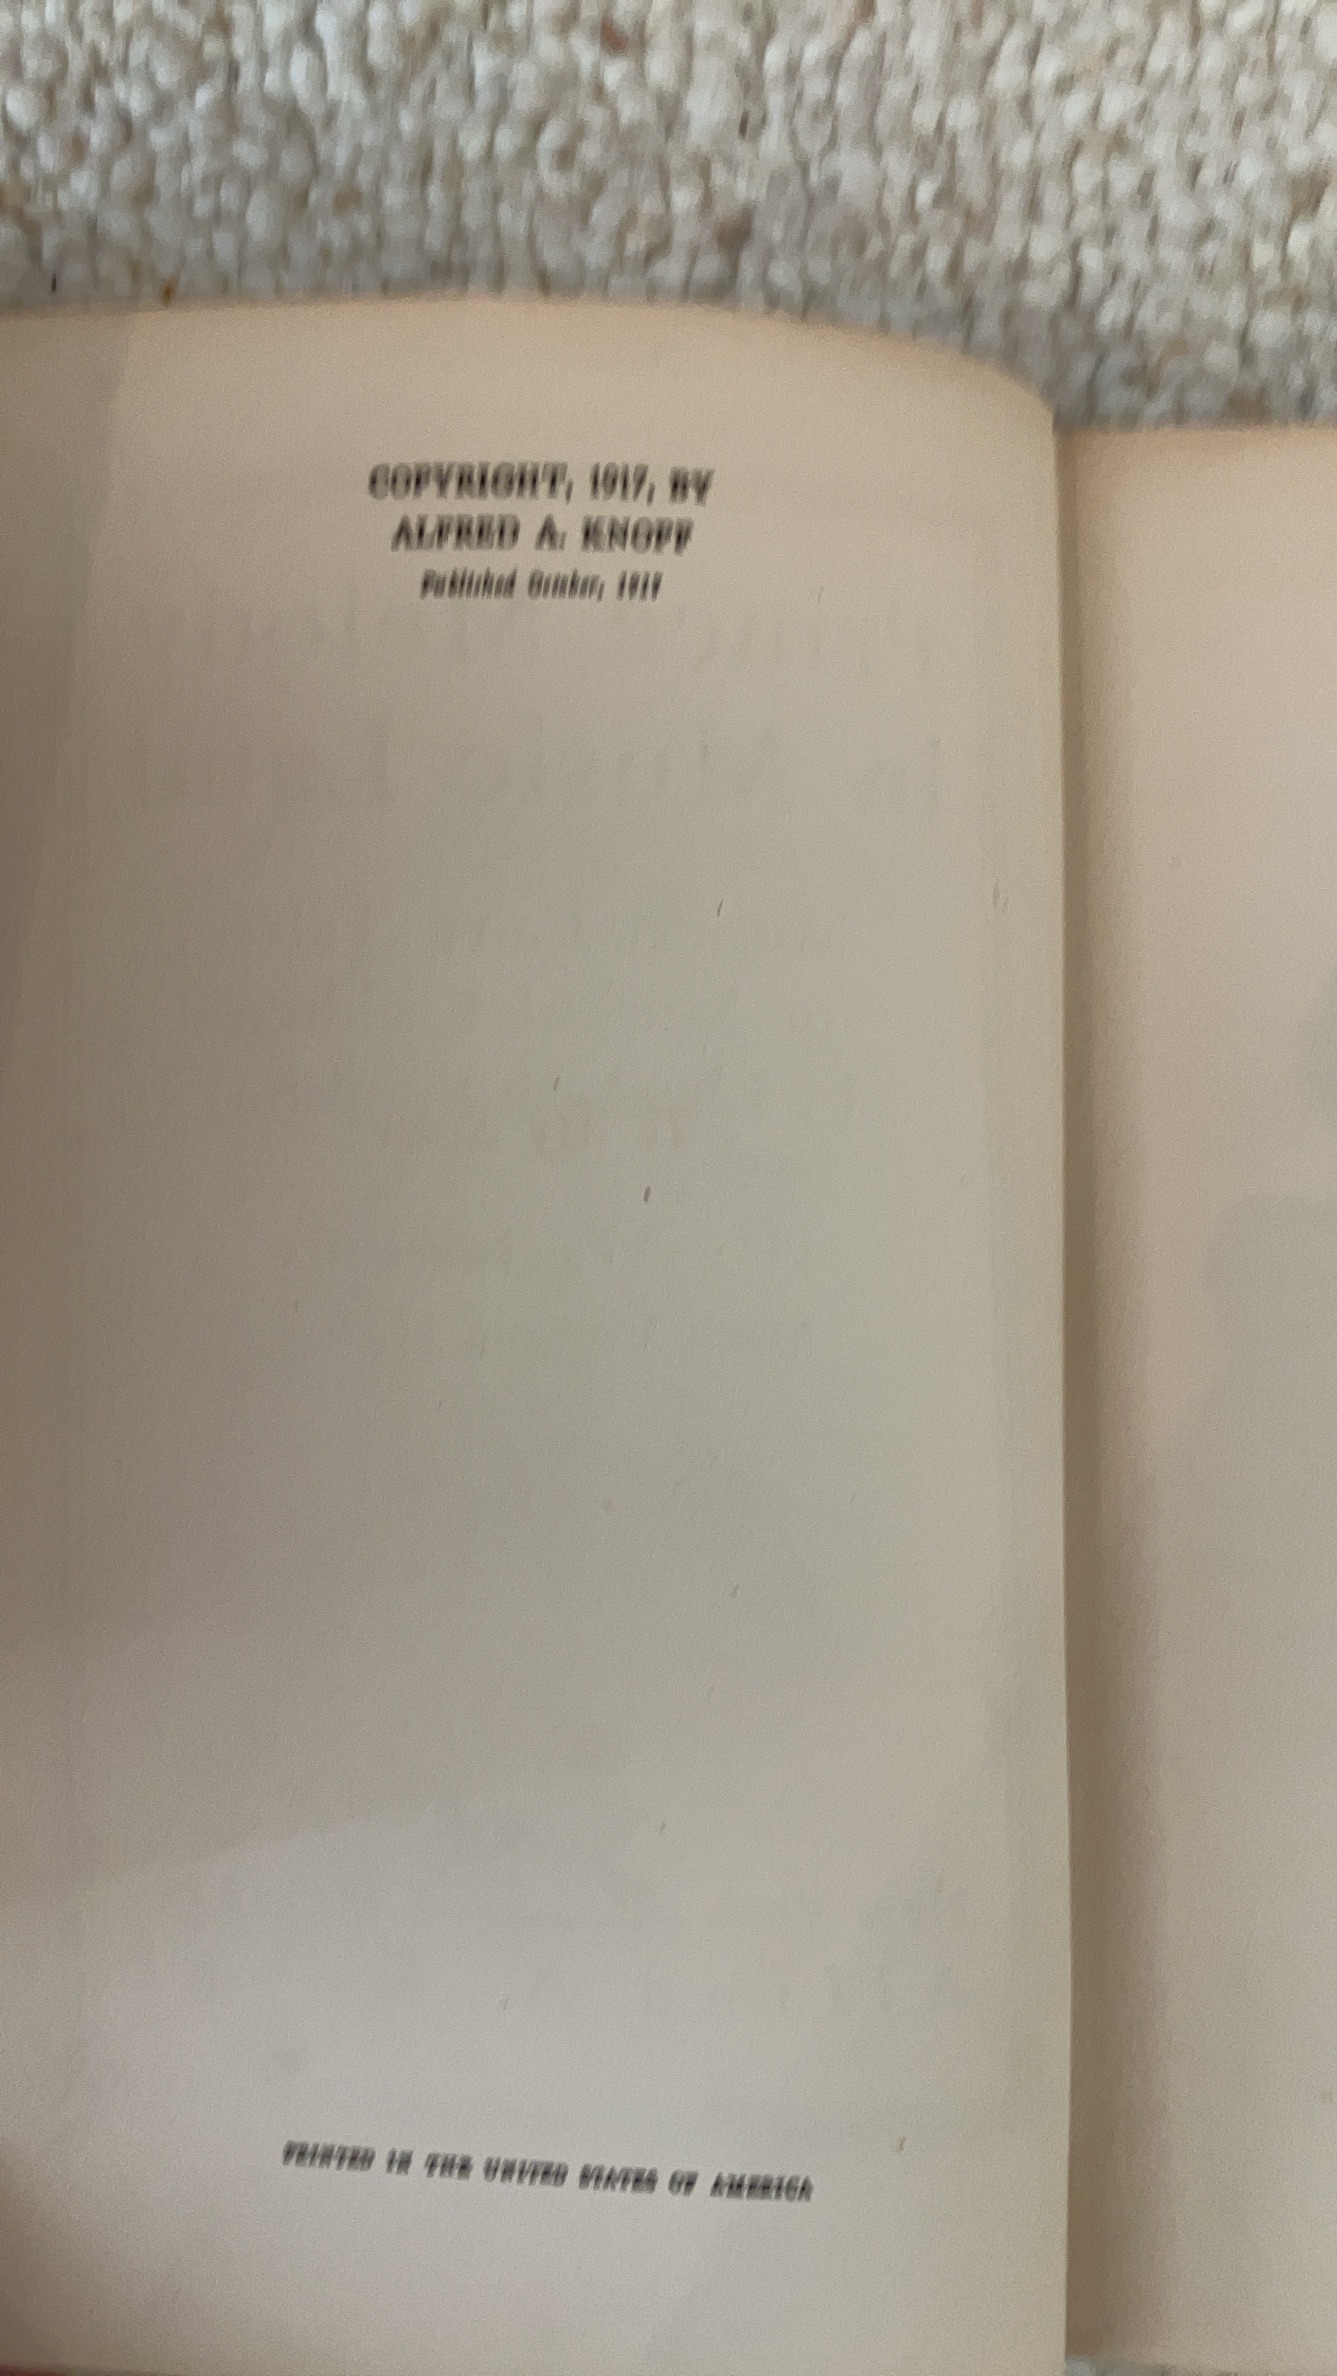 COPYRIGHT, 1917, BY
ALFRED A. KNOPF
Published October, 1917
PRINTED IN THE UNITED STATES OF AMERICA